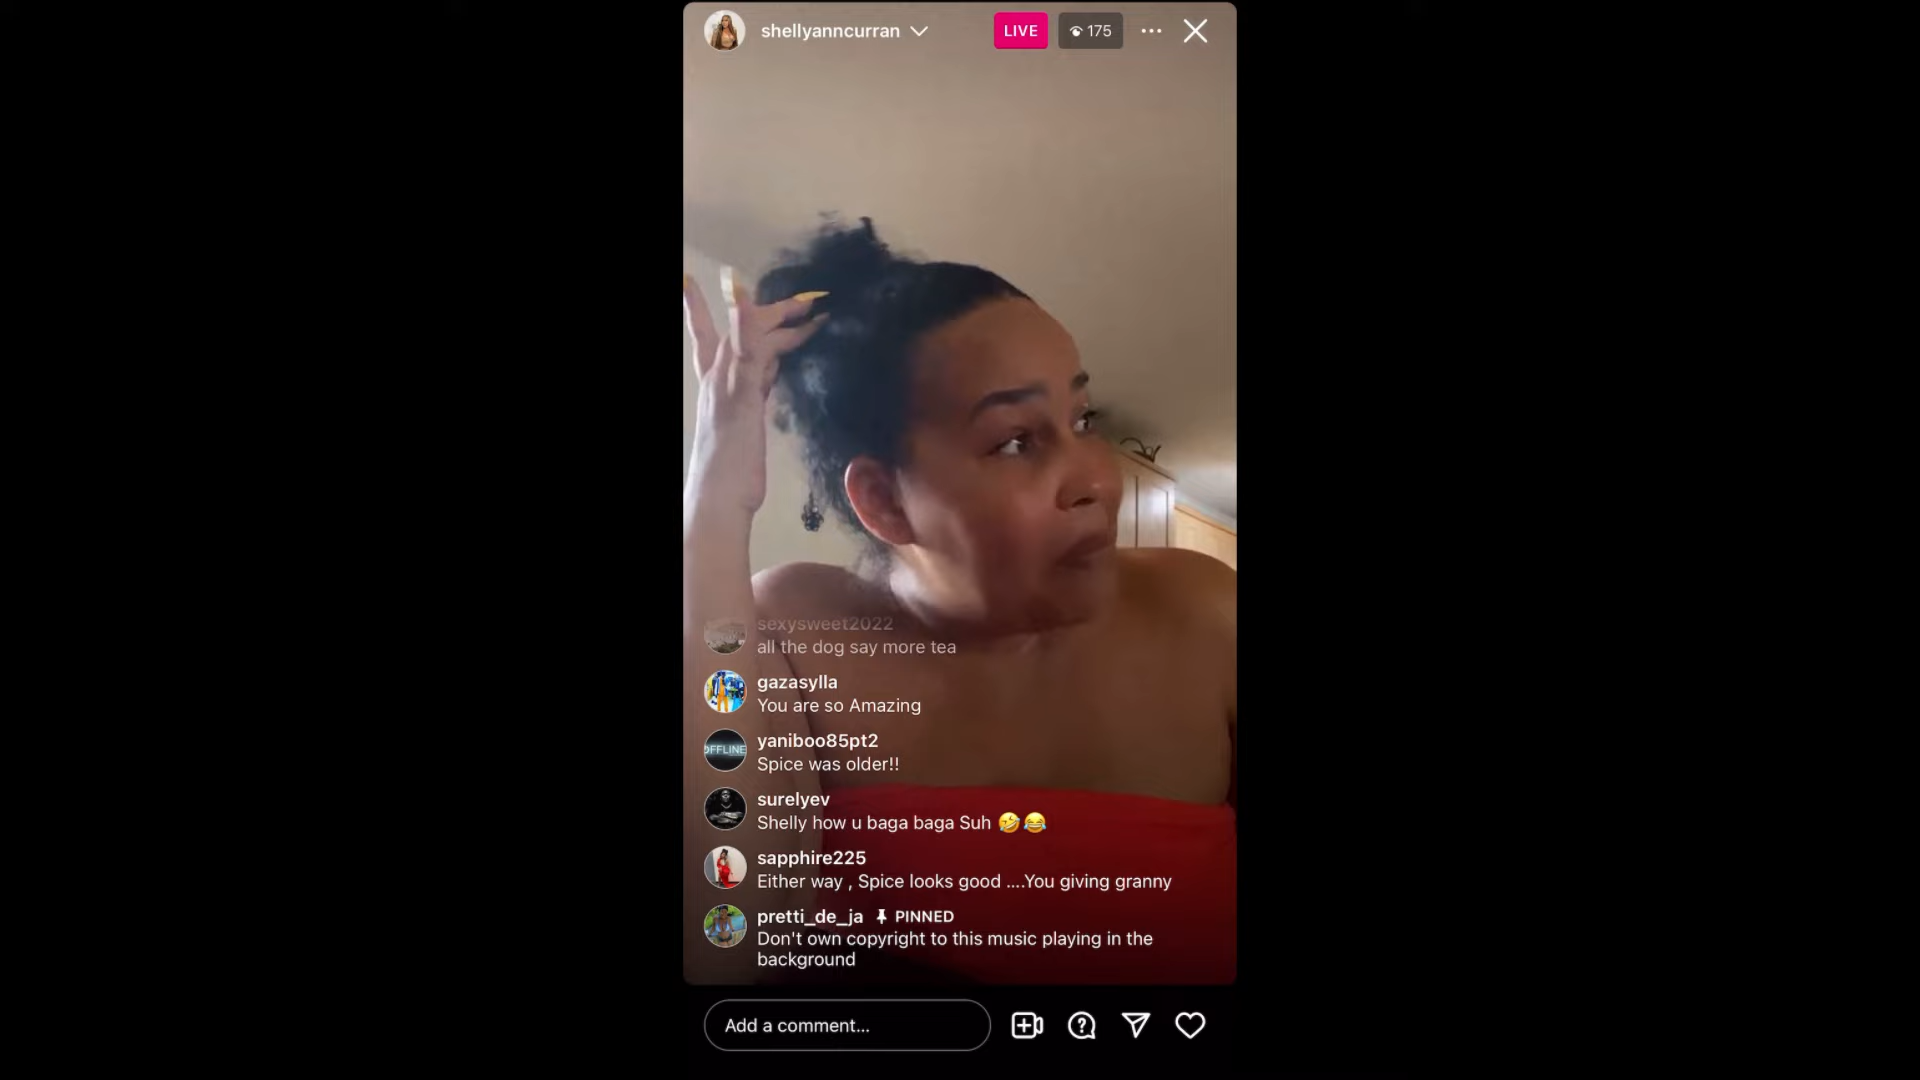 shellyanncurran
LIVE
175
sexysweet2022
all the dog say more tea
gazasylla
You are so Amazing
OFFLINE
yaniboo85pt2
Spice was older!!
surelyev
Shelly how u baga baga Suh 🤣😂
sapphire225
Either way , Spice looks good ....You giving granny
pretti_de_ja PINNED
Don't own copyright to this music playing in the
background
Add a comment...